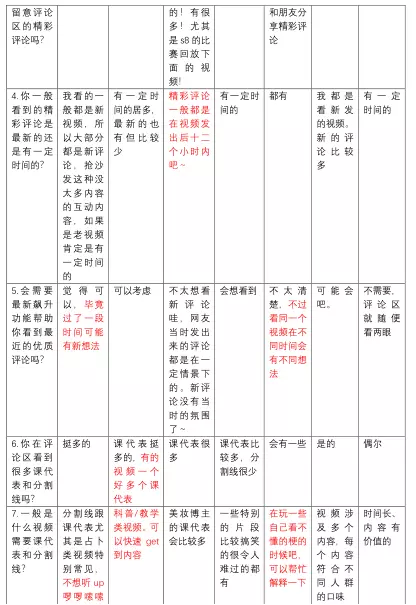 留意评论
区的精彩
评论吗？
的！有很
多！尤其
是 s8 的比
赛回放下
面 的 视
频！
和朋友分
享精彩评
论
4.你一般
看到的精
彩评论是
最新的还
是有一定
时间的？
我看的一
般都是新
视频，所
以大部分
都是新评
论，抢沙
发这种没
太多内容
的互动内
容，如果
是老视频
肯定是有
一定时间
的
有一定时
间的居多，
最新的也
有但比较
少
精彩评论
一般都是
在视频发
出后十二
个小时内
吧~
有一定时
间的
都有
我都是
看新发
的视频。
新的评
论比较
多
有一定
时间的
5.会需要
最新飙升
功能帮助
你看到最
近的优质
评论吗？
觉得可
以，毕竟
过了一段
时间可能
有新想法
可以考虑
不太想看
新评论
哇，网友
当时发出
来的评论
都是在一
定情景下
的。新评
论没有当
时的氛围
了~
会想看到
不太清
楚，不过
看同一个
视频在不
同时间会
有不同想
法
可能会
吧。
不需要，
评论区
就随便
看两眼
6.你在评
论区看到
很多课代
表和分割
线吗？
挺多的
课代表挺
多的，有的
视频一个
好多个课
代表
课代表很
多
课代表比
较多，分
割线很少
会有一些
是的
偶尔
7.一般是
什么视频
需要课代
表和分割
线？
分割线跟
课代表尤
其是占卜
类视频特
别常见，
不想听 up
啰啰嗦嗦
科普/教学
类视频。可
以快速 get
到内容
美妆博主
的课代表
会比较多
一些特别
的片段
比较搞笑
的很令人
难过的都
有
在玩一些
自己看不
懂的梗的
时候吧，
可以帮忙
解释一下
视频涉
及多个
内容，每
个内容
符合不
同人群
的口味
时间长、
内容有
价值的